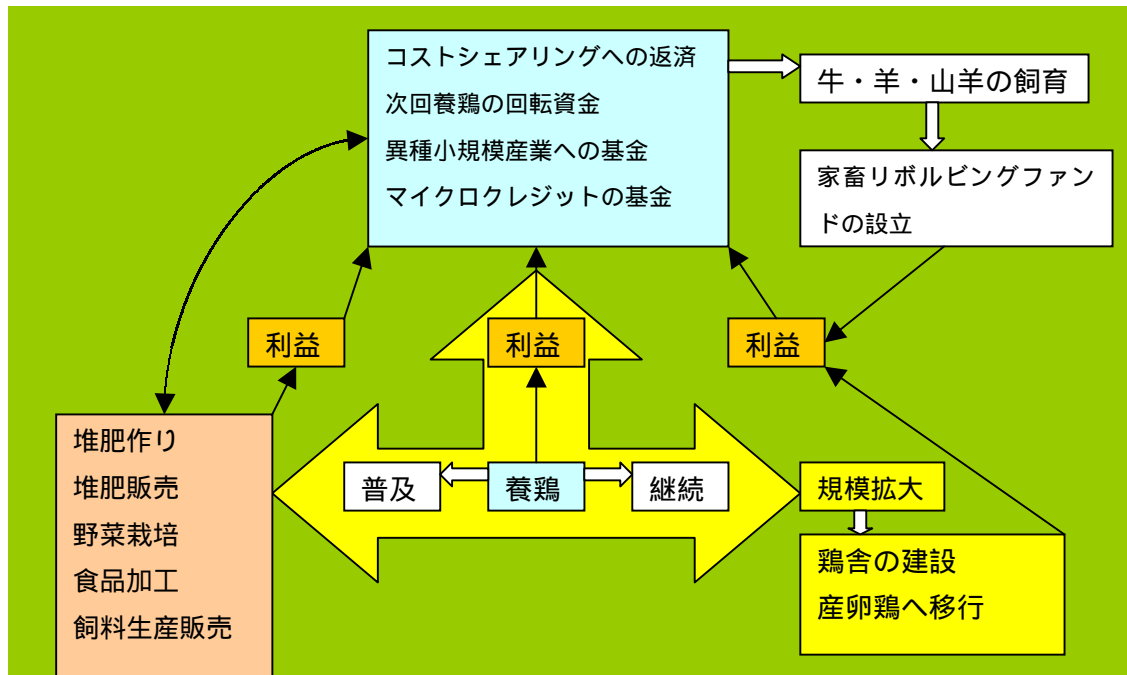 コストシェアリングへの返済
次回養鶏の回転資金
異種小規模産業への基金
マイクロクレジットの基金
牛・羊・山羊の飼育
家畜リボルビングファン
ドの設立
利益
利益
利益
堆肥作り
堆肥販売
野菜栽培
食品加工
飼料生産販売
普及
養鶏
継続
規模拡大
鶏舎の建設
産卵鶏へ移行